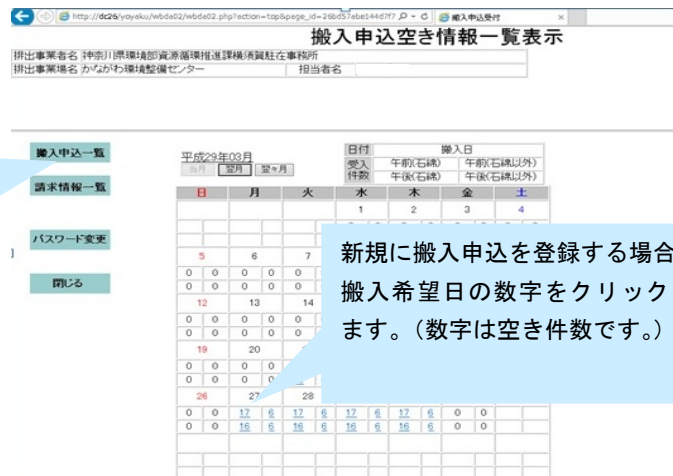 http://dc26/yoyaku/wbda02/wbda02.php?action=top&page_id=26bd57abe144d7f7
搬入申込受付
搬入申込空き情報一覧表示
排出事業者名 神奈川県環境部資源循環推進課横須賀駐在事務所
排出事業場名 かながわ環境整備センター 担当者名
搬入申込一覧
請求情報一覧
パスワード変更
閉じる
平成29年03月
当月 翌月 翌々月
日付 搬入日
受入件数 午前(石綿) 午前(石綿以外)
午後(石綿) 午後(石綿以外)
日 月 火 水 木 金 土
1 2 3 4
5 6 7
0 0 0 0 0
0 0 0 0 0
12 13 14
0 0 0 0 0
0 0 0 0 0
19 20
0 0 0 0
0 0 0 0
26 27 28
0 0 17 6 17 6 17 6 17 6 0 0
0 0 16 6 16 6 16 6 16 6 0 0
新規に搬入申込を登録する場合
搬入希望日の数字をクリック
ます。(数字は空き件数です。)